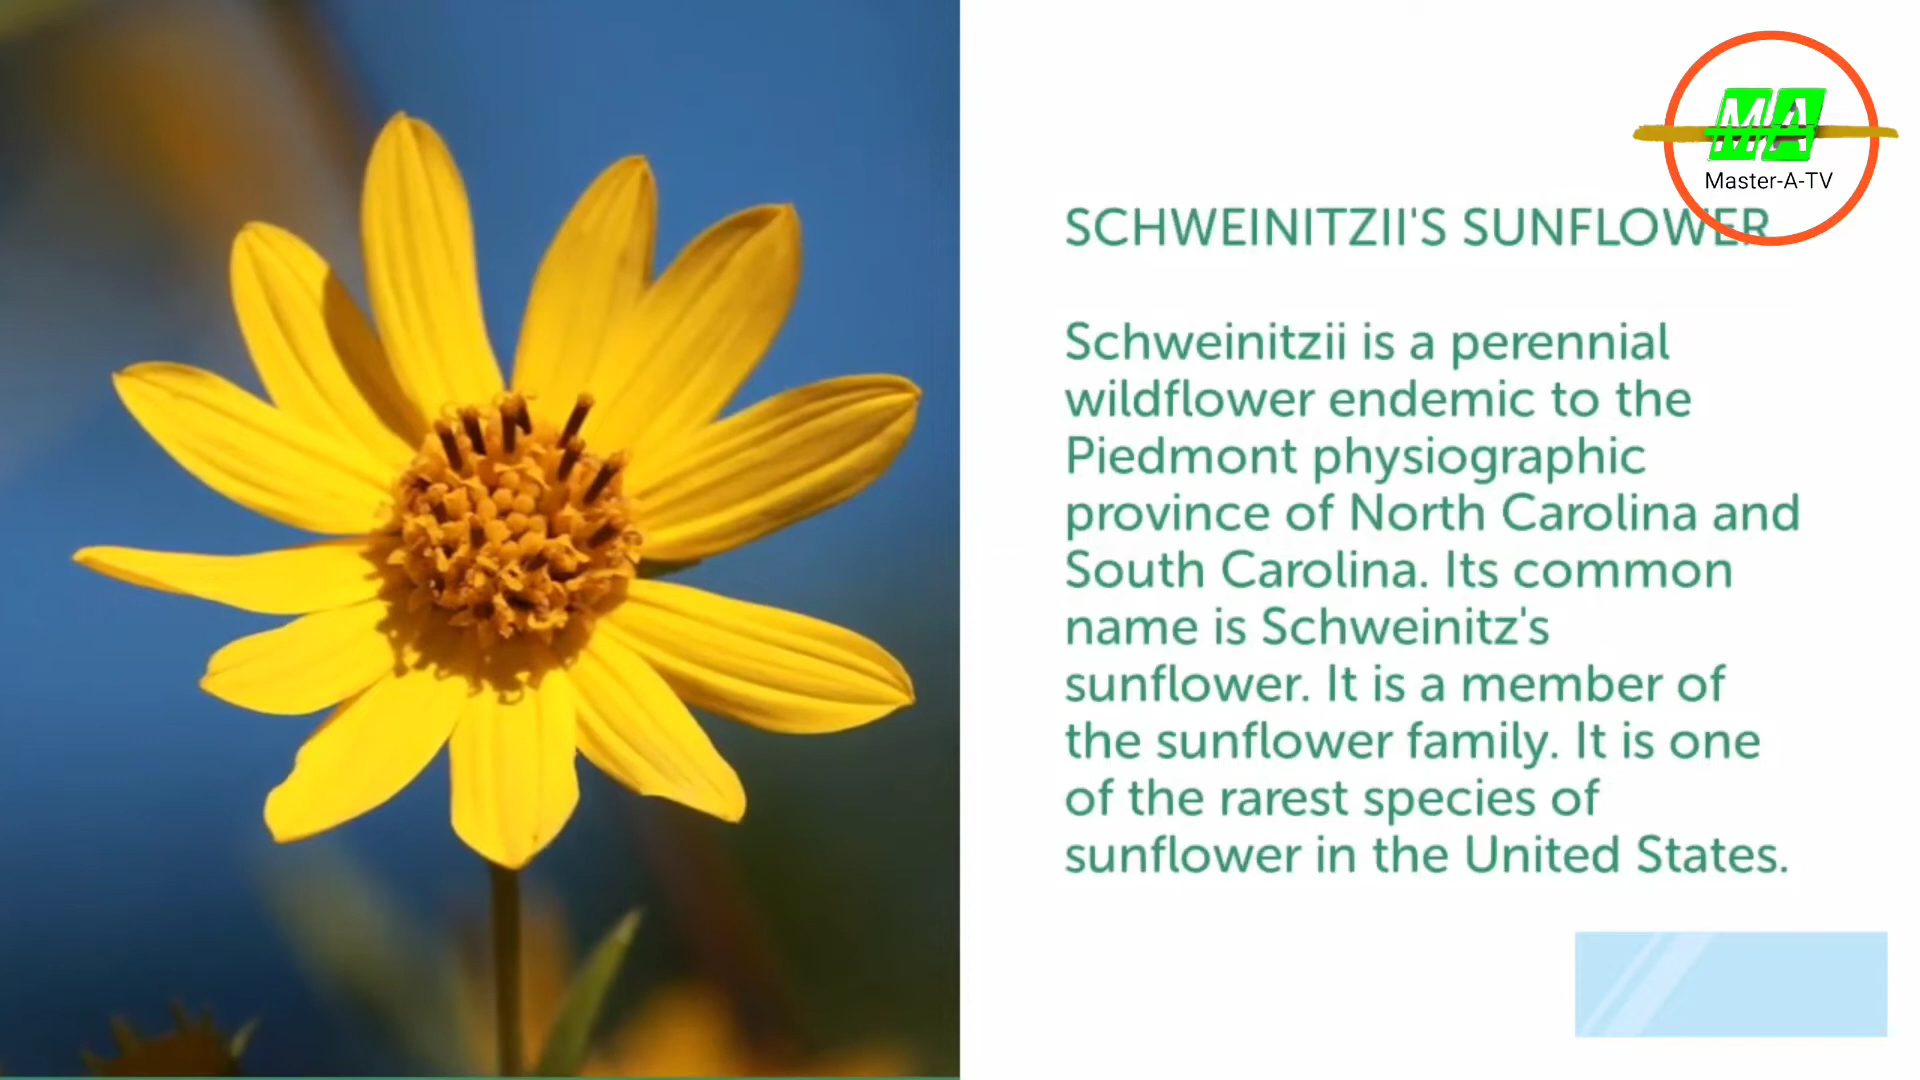 MA
Master-A-TV
SCHWEINITZII'S SUNFLOWER
Schweinitzii is a perennial
wildflower endemic to the
Piedmont physiographic
province of North Carolina and
South Carolina. Its common
name is Schweinitz's
sunflower. It is a member of
the sunflower family. It is one
of the rarest species of
sunflower in the United States.